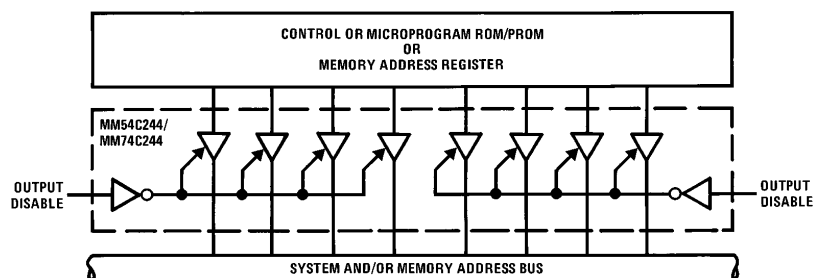 CONTROL OR MICROPROGRAM ROM/PROM
OR
MEMORY ADDRESS REGISTER
MM54C244/
MM74C244
OUTPUT
DISABLE
OUTPUT
DISABLE
SYSTEM AND/OR MEMORY ADDRESS BUS